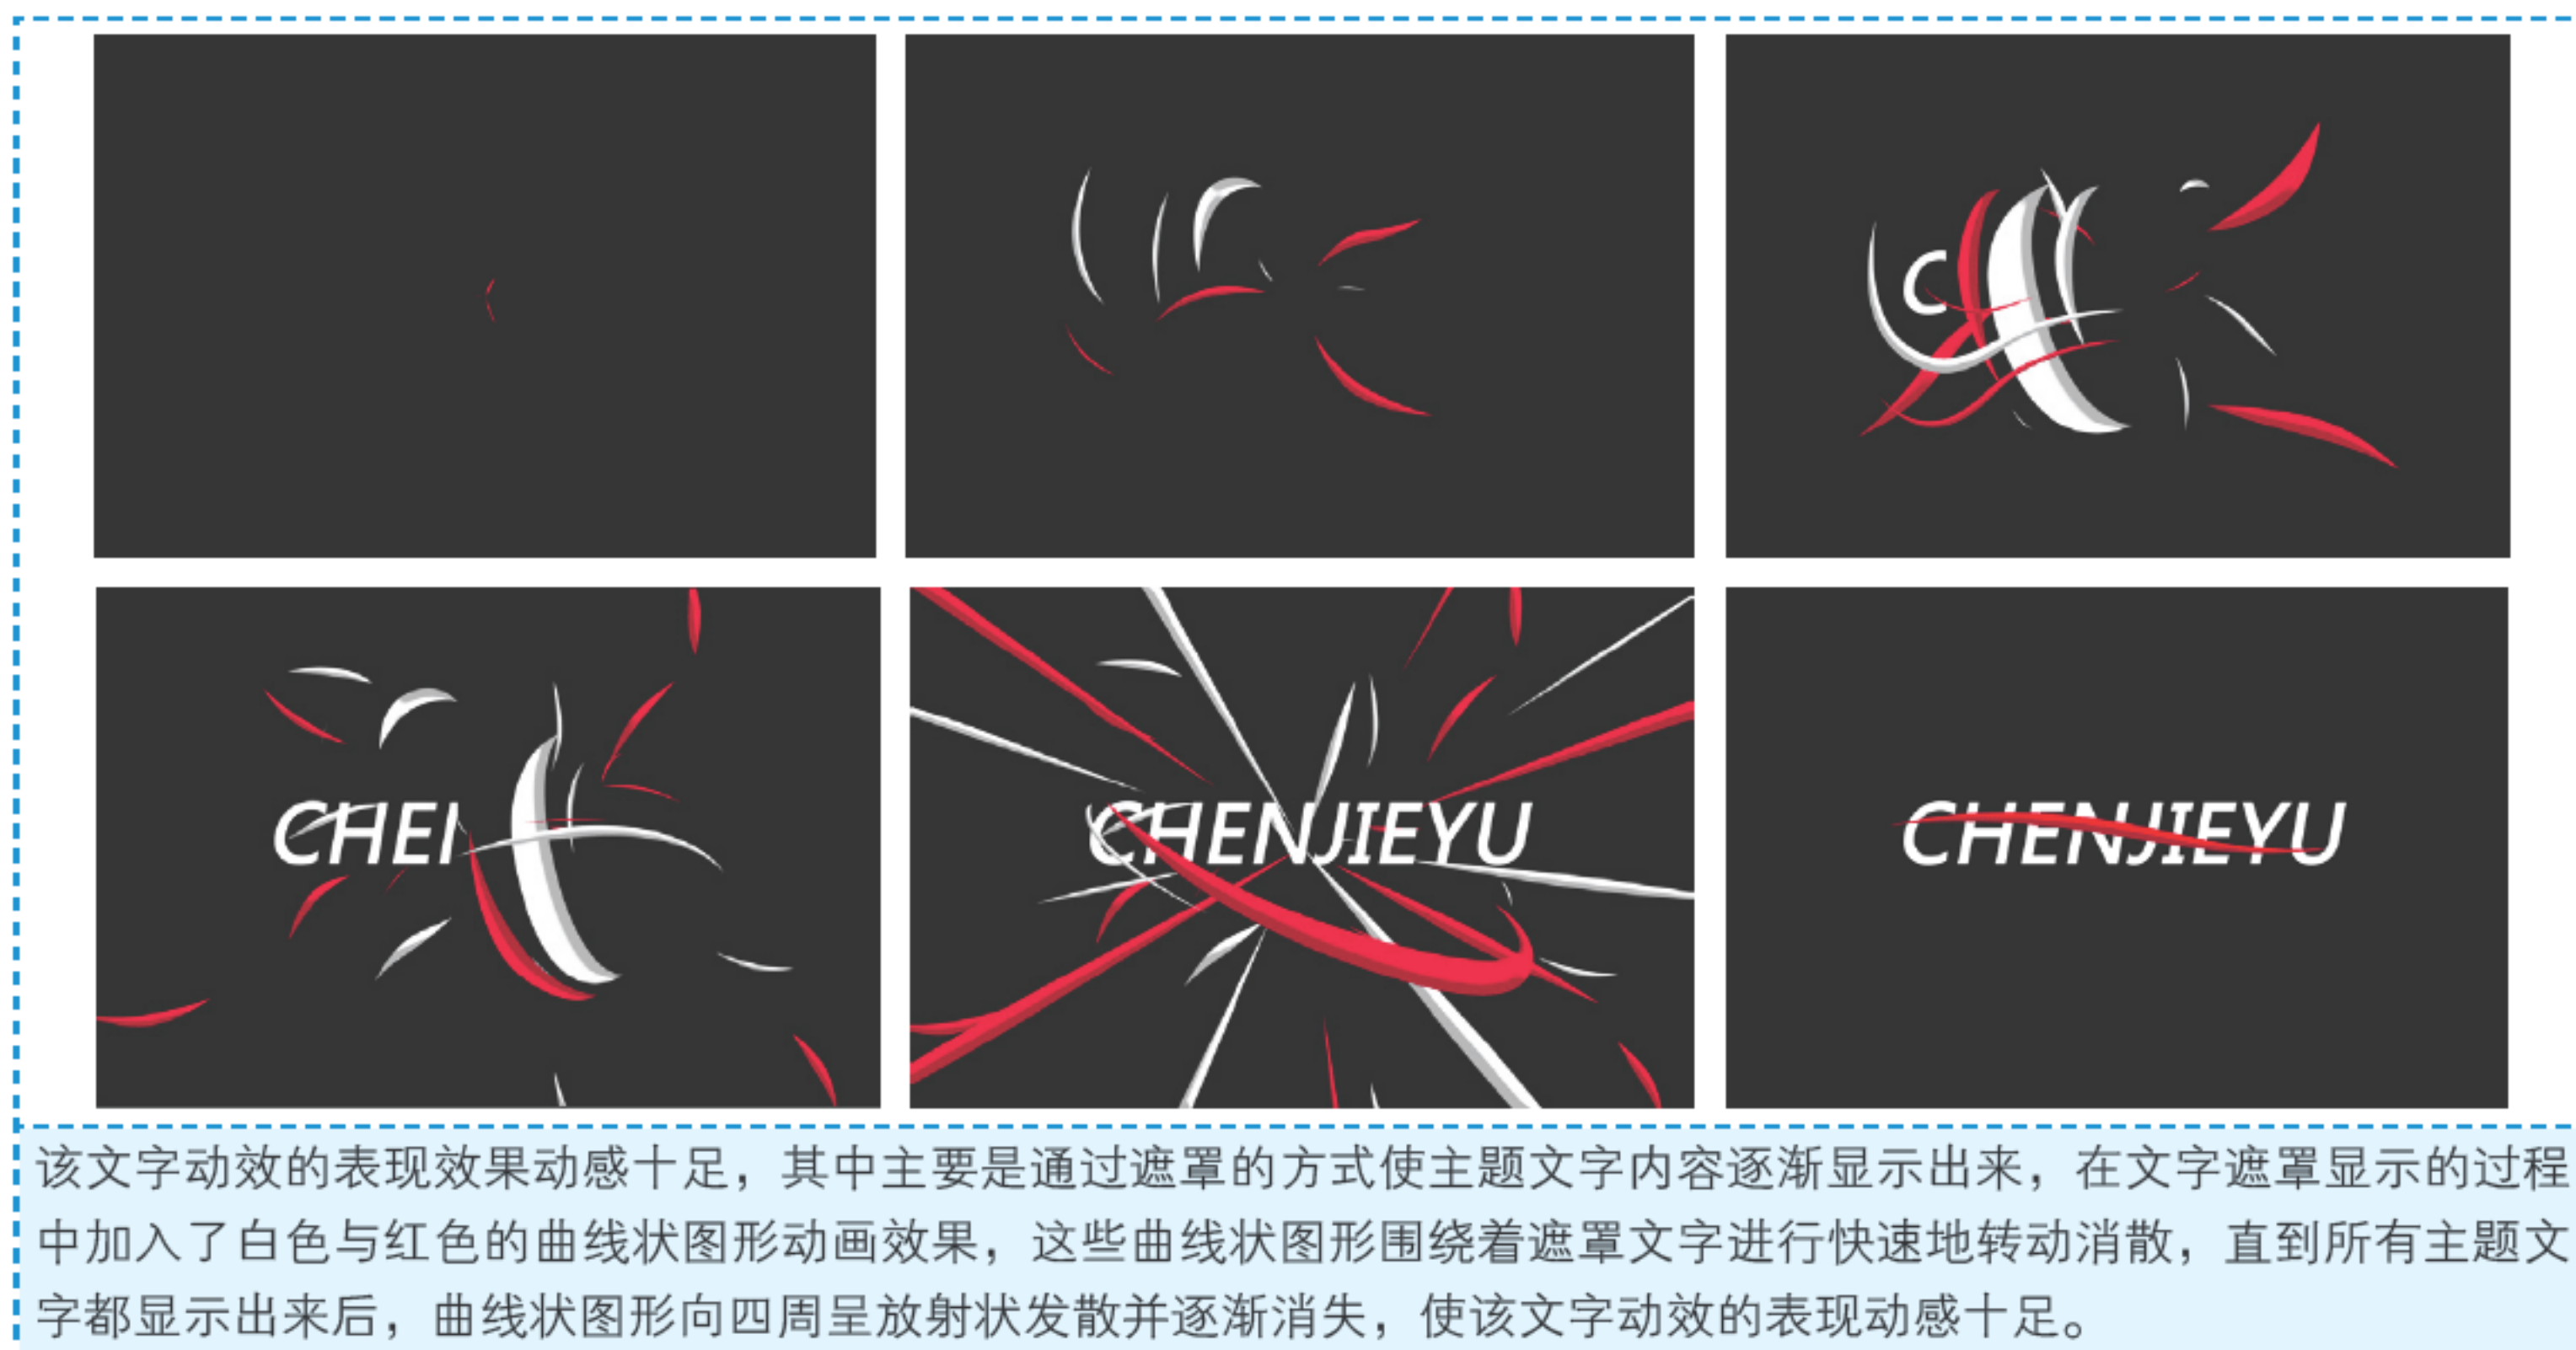 C
CHEI
CHENJIEYU
CHENJIEYU
该文字动效的表现效果动感十足，其中主要是通过遮罩的方式使主题文字内容逐渐显示出来，在文字遮罩显示的过程
中加入了白色与红色的曲线状图形动画效果，这些曲线状图形围绕着遮罩文字进行快速地转动消散，直到所有主题文
字都显示出来后，曲线状图形向四周呈放射状发散并逐渐消失，使该文字动效的表现动感十足。